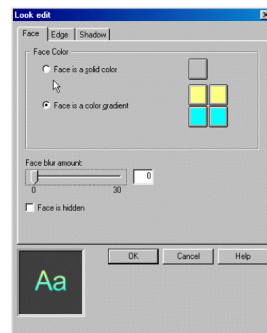 Look edit
Face Edge Shadow
Face Color
Face is a solid color
Face is a color gradient
Face blur amount:
0
0 30
Face is hidden
OK Cancel Help
Aa